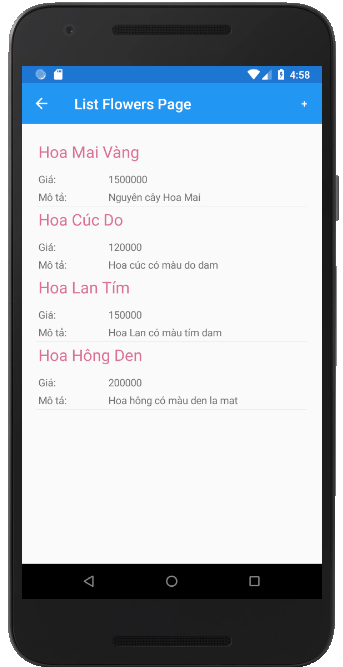 4:58
List Flowers Page +
Hoa Mai Vàng
Giá: 1500000
Mô tả: Nguyên cây Hoa Mai
Hoa Cúc Do
Giá: 120000
Mô tả: Hoa cúc có màu do dam
Hoa Lan Tím
Giá: 150000
Mô tả: Hoa Lan có màu tím dam
Hoa Hông Den
Giá: 200000
Mô tả: Hoa hông có màu den la mat